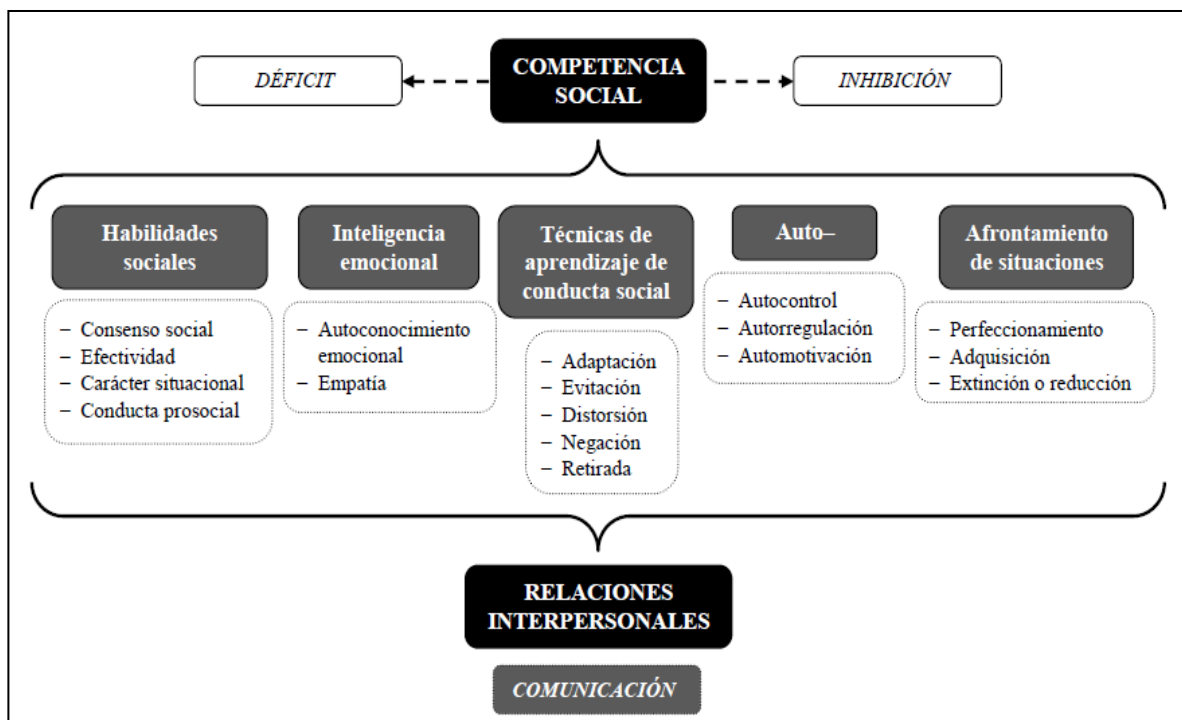 COMPETENCIA
SOCIAL
DÉFICIT
INHIBICIÓN
Habilidades
sociales
– Consenso social
– Efectividad
– Carácter situacional
– Conducta prosocial
Inteligencia
emocional
– Autoconocimiento
emocional
– Empatía
Técnicas de
aprendizaje de
conducta social
– Adaptación
– Evitación
– Distorsión
– Negación
– Retirada
Auto–
– Autocontrol
– Autorregulación
– Automotivación
Afrontamiento
de situaciones
– Perfeccionamiento
– Adquisición
– Extinción o reducción
RELACIONES
INTERPERSONALES
COMUNICACIÓN